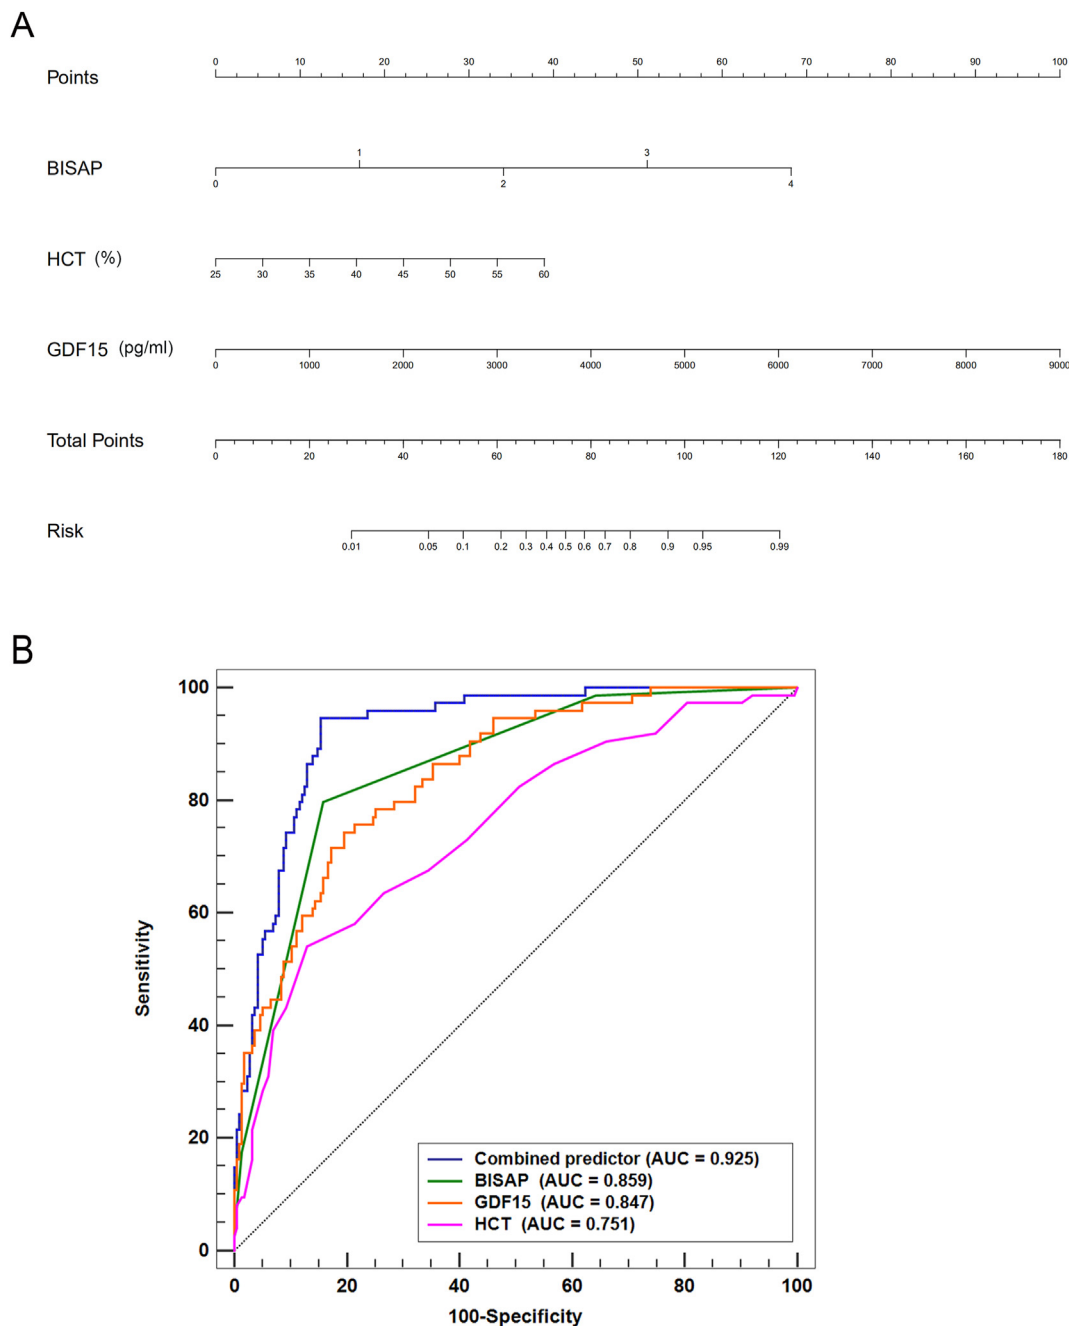 A
0 10 20 30 40 50 60 70 80 90 100
Points
1 3
BISAP
0 2 4
HCT (%)
25 30 35 40 45 50 55 60
GDF15 (pg/ml)
0 1000 2000 3000 4000 5000 6000 7000 8000 9000
Total Points
0 20 40 60 80 100 120 140 160 180
Risk
0.01 0.05 0.1 0.2 0.3 0.4 0.5 0.6 0.7 0.8 0.9 0.95 0.99
B
100
80
60
40
20
0
Sensitivity
Combined predictor (AUC = 0.925)
BISAP (AUC = 0.859)
GDF15 (AUC = 0.847)
HCT (AUC = 0.751)
0 20 40 60 80 100
100-Specificity